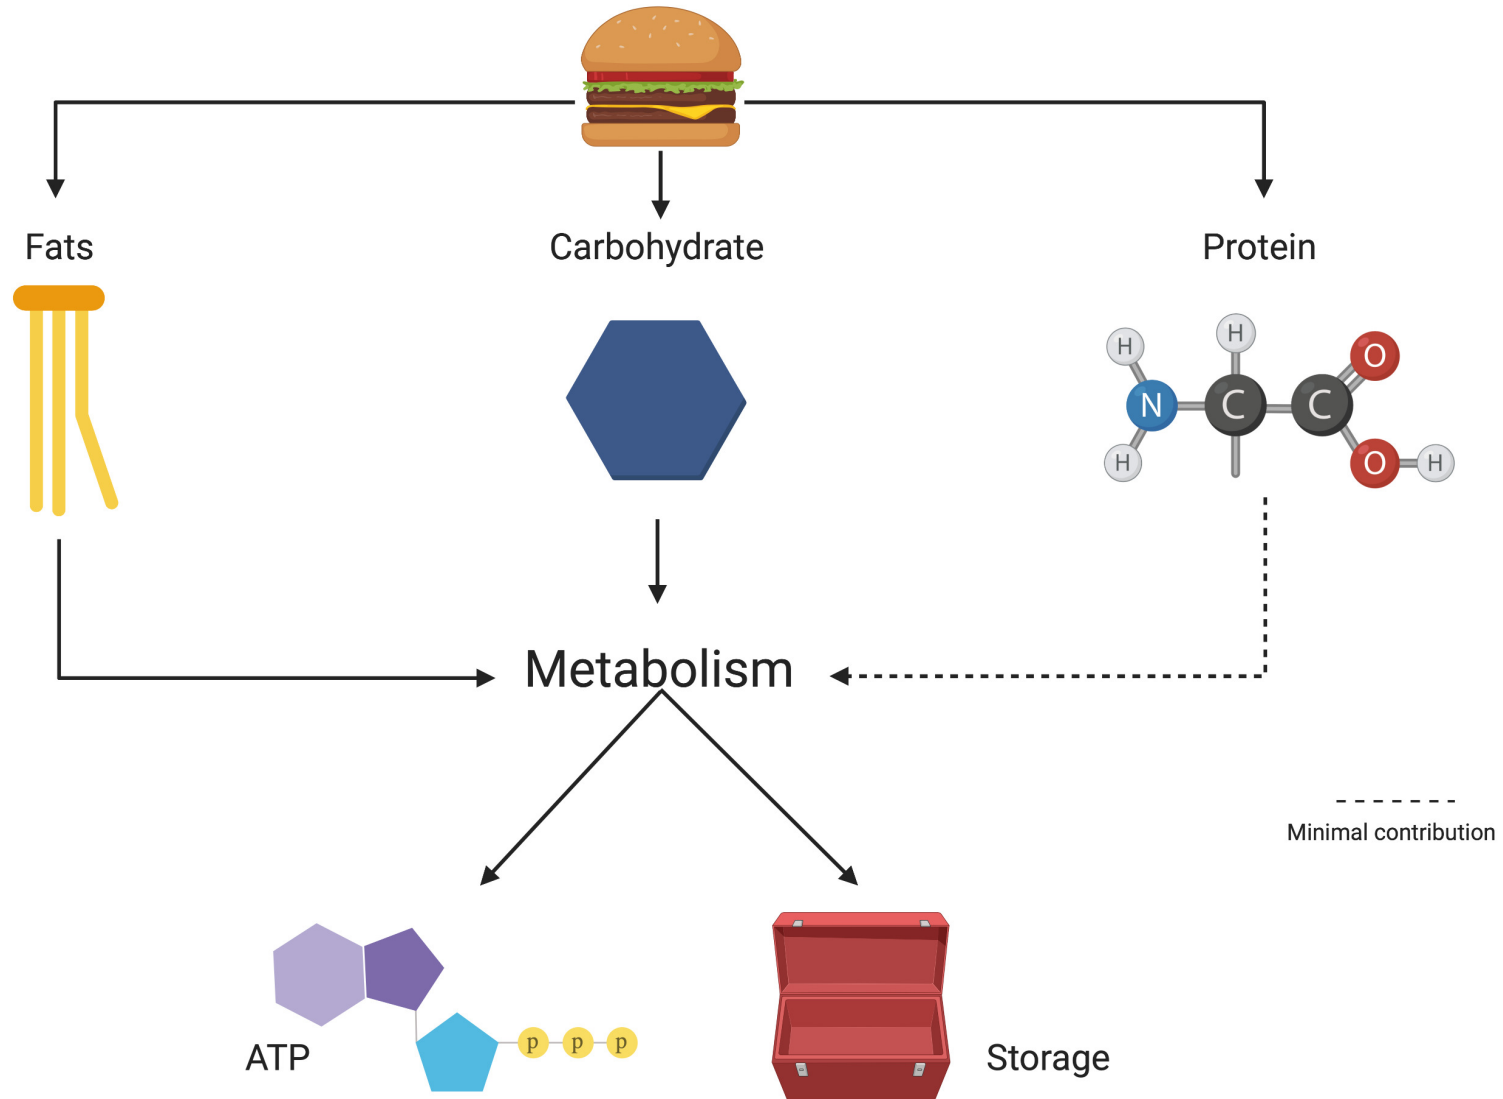 Fats
Carbohydrate
Protein
H
H
O
N
C
C
H
O
H
Metabolism
Minimal contribution
p
p
p
ATP
Storage